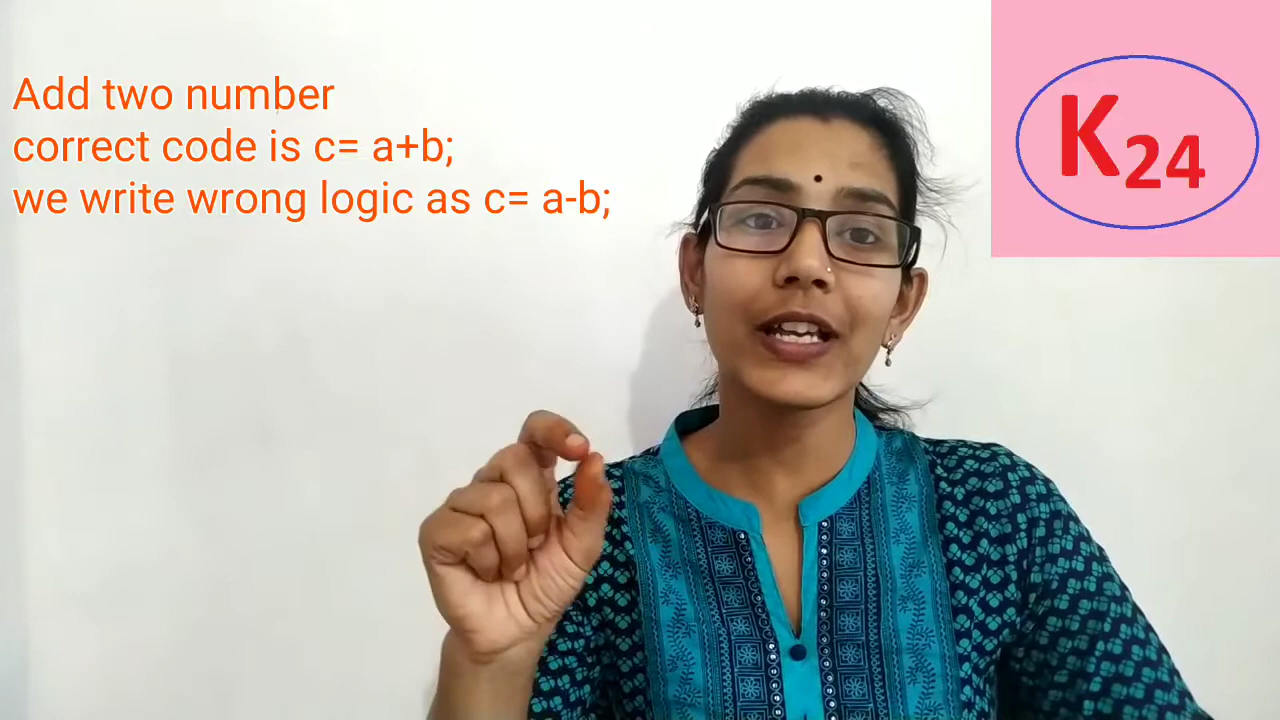 Add two number
correct code is c= a+b;
we write wrong logic as c= a-b;
K24